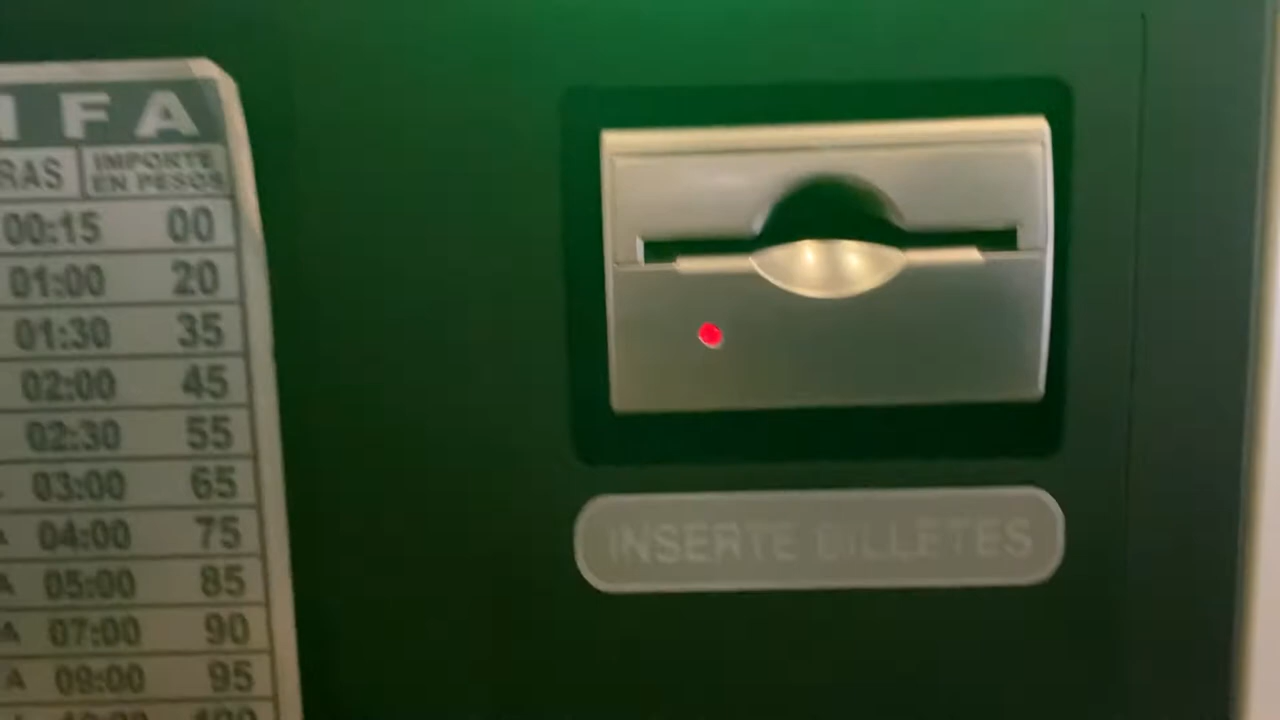 IFA
RAS IMPORTE EN PESOS
00:15 00
01:00 20
01:30 35
02:00 45
02:30 55
03:00 65
A 04:00 75
A 05:00 85
A 07:00 90
A 09:00 95
100
INSERTE BILLETES